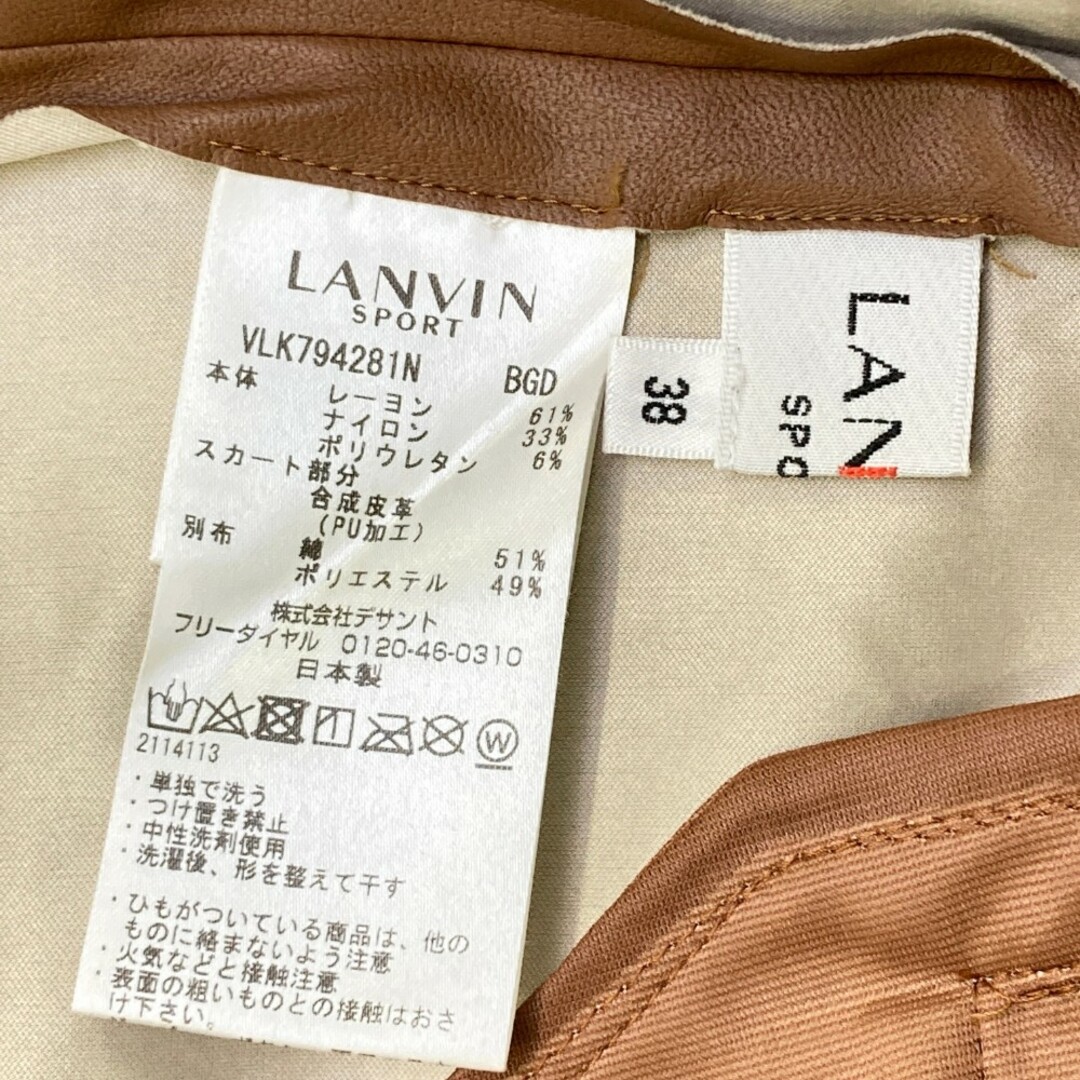 LANVIN
SPORT
VLK794281N BGD
本体 レーヨン 61%
ナイロン 33%
ポリウレタン 6%
スカート部分
合成皮革
(PU加工)
別布 綿 51%
ポリエステル 49%
株式会社デサント
フリーダイヤル 0120-46-0310
日本製
W
2114113
・単独で洗う
・つけ置き禁止
・中性洗剤使用
・洗濯後、形を整えて干す
・ひもがついている商品は、他の
ものに絡まないよう注意
・火気などと接触注意
・表面の粗いものとの接触はおさ
け下さい。
38
LAN
SPO